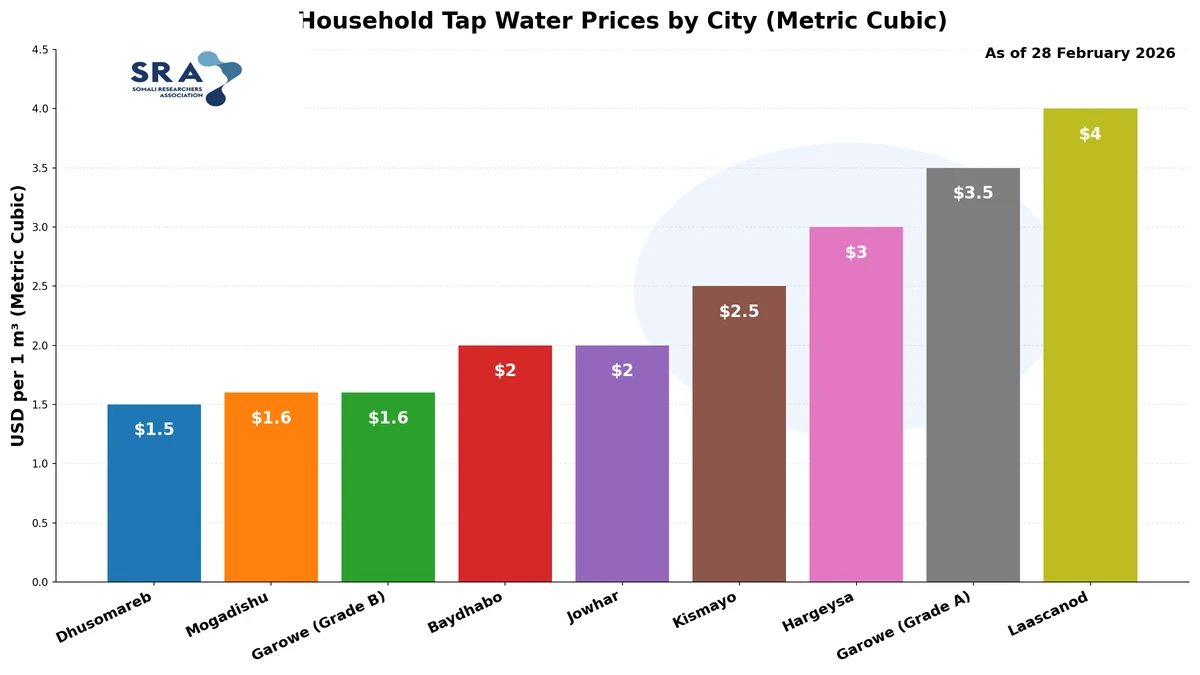 Household Tap Water Prices by City (Metric Cubic)
As of 28 February 2026
SRA
SOMALI RESEARCHERS
ASSOCIATION
USD per 1 m³ (Metric Cubic)
4.5
4.0
3.5
3.0
2.5
2.0
1.5
1.0
0.5
0.0
$1.5
$1.6
$1.6
$2
$2
$2.5
$3
$3.5
$4
Dhusomareb
Mogadishu
Garowe (Grade B)
Baydhabo
Jowhar
Kismayo
Hargeysa
Garowe (Grade A)
Laascanod